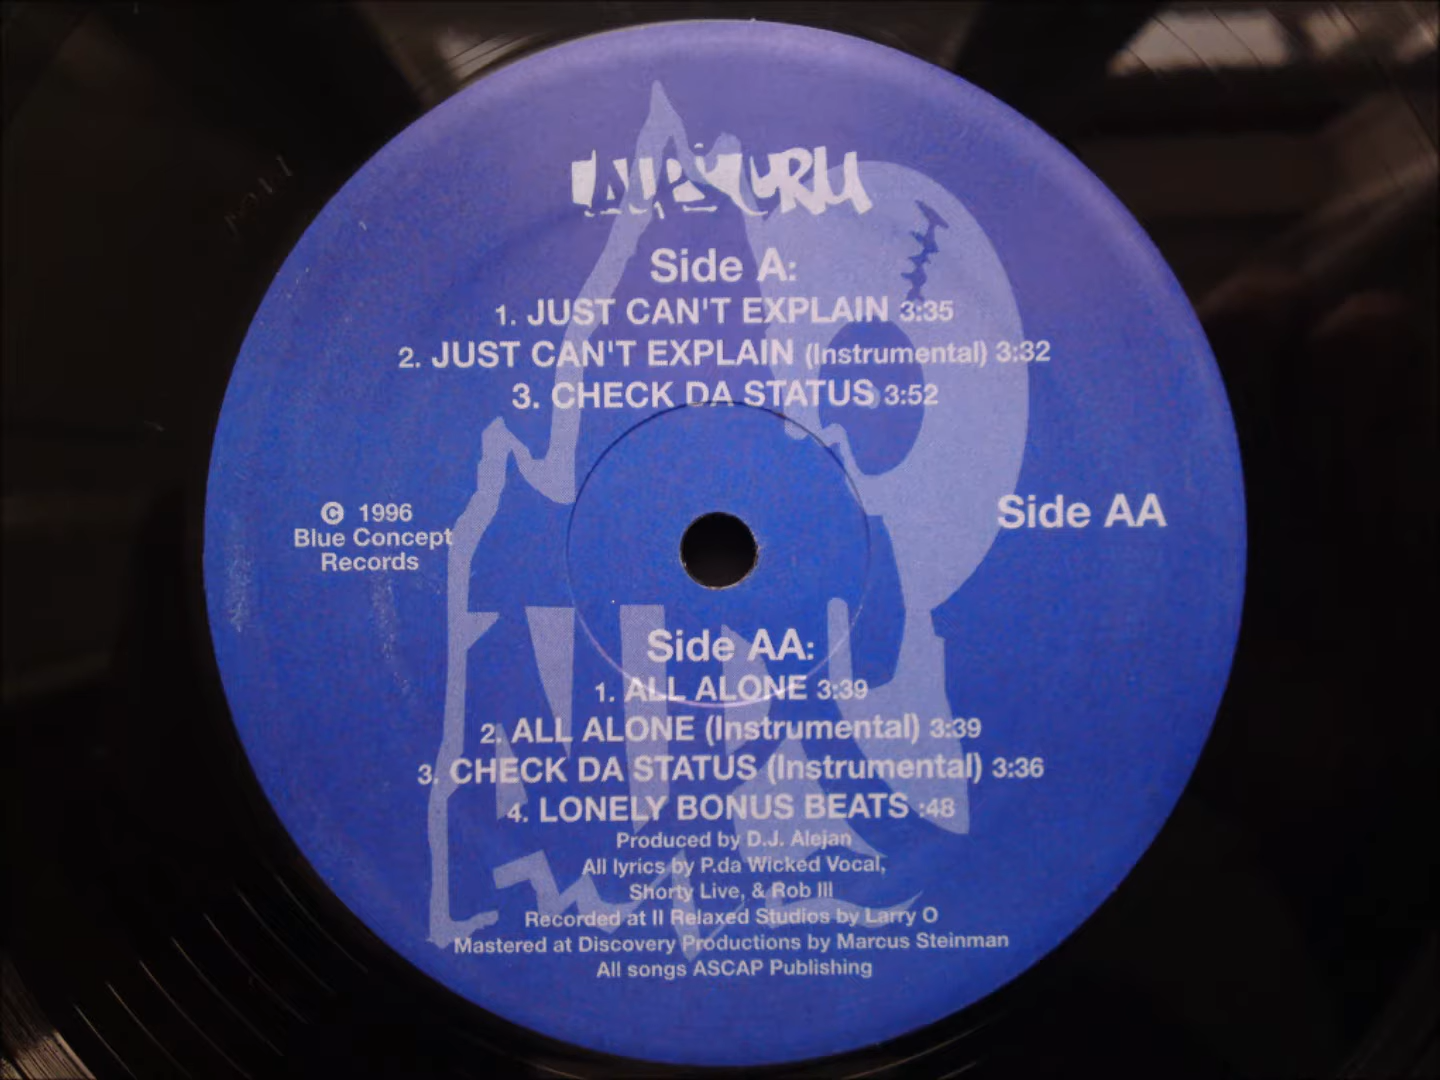 Side A:
1. JUST CAN'T EXPLAIN 3:35
2. JUST CAN'T EXPLAIN (Instrumental) 3:32
3. CHECK DA STATUS 3:52
© 1996
Blue Concept
Records
Side AA
Side AA:
1. ALL ALONE 3:39
2. ALL ALONE (Instrumental) 3:39
3. CHECK DA STATUS (Instrumental) 3:36
4. LONELY BONUS BEATS :48
Produced by D.J. Alejan
All lyrics by P.da Wicked Vocal,
Shorty Live, & Rob III
Recorded at II Relaxed Studios by Larry O
Mastered at Discovery Productions by Marcus Steinman
All songs ASCAP Publishing